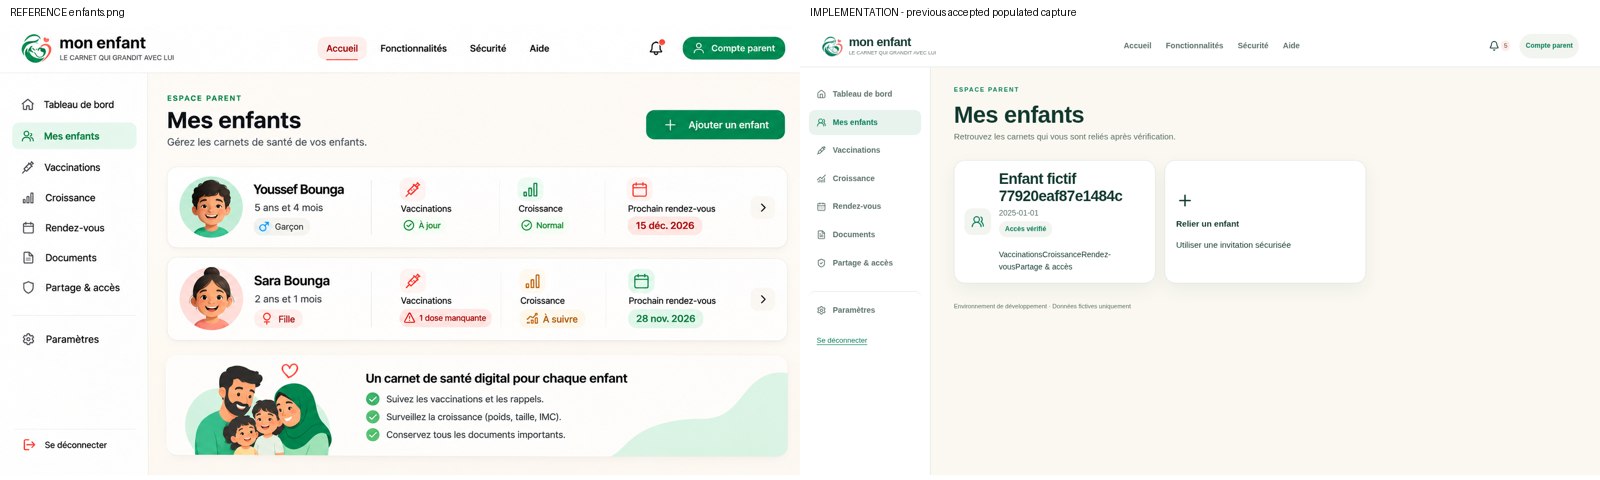 REFERENCE enfants.png
mon enfant
LE CARNET QUI GRANDIT AVEC LUI
Accueil
Fonctionnalités
Sécurité
Aide
Compte parent
Tableau de bord
Mes enfants
Vaccinations
Croissance
Rendez-vous
Documents
Partage & accès
Paramètres
Se déconnecter
ESPACE PARENT
Mes enfants
Gérez les carnets de santé de vos enfants.
Ajouter un enfant
Youssef Bounga
5 ans et 4 mois
Garçon
Vaccinations
À jour
Croissance
Normal
Prochain rendez-vous
15 déc. 2026
Sara Bounga
2 ans et 1 mois
Fille
Vaccinations
1 dose manquante
Croissance
À suivre
Prochain rendez-vous
28 nov. 2026
Un carnet de santé digital pour chaque enfant
Suivez les vaccinations et les rappels.
Surveillez la croissance (poids, taille, IMC).
Conservez tous les documents importants.
IMPLEMENTATION - previous accepted populated capture
mon enfant
LE CARNET QUI GRANDIT AVEC LUI
Accueil
Fonctionnalités
Sécurité
Aide
5
Compte parent
Tableau de bord
Mes enfants
Vaccinations
Croissance
Rendez-vous
Documents
Partage & accès
Paramètres
Se déconnecter
ESPACE PARENT
Mes enfants
Retrouvez les carnets qui vous sont reliés après vérification.
Enfant fictif
77920eaf87e1484c
2025-01-01
Accès vérifié
VaccinationsCroissanceRendez-
vousPartage & accès
Relier un enfant
Utiliser une invitation sécurisée
Environnement de développement · Données fictives uniquement